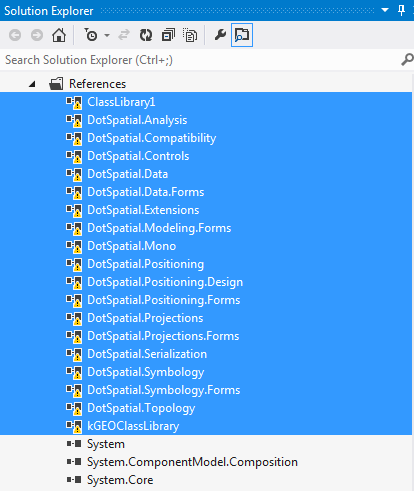 Solution Explorer
Search Solution Explorer (Ctrl+;)
References
ClassLibrary1
DotSpatial.Analysis
DotSpatial.Compatibility
DotSpatial.Controls
DotSpatial.Data
DotSpatial.Data.Forms
DotSpatial.Extensions
DotSpatial.Modeling.Forms
DotSpatial.Mono
DotSpatial.Positioning
DotSpatial.Positioning.Design
DotSpatial.Positioning.Forms
DotSpatial.Projections
DotSpatial.Projections.Forms
DotSpatial.Serialization
DotSpatial.Symbology
DotSpatial.Symbology.Forms
DotSpatial.Topology
kGEOClassLibrary
System
System.ComponentModel.Composition
System.Core